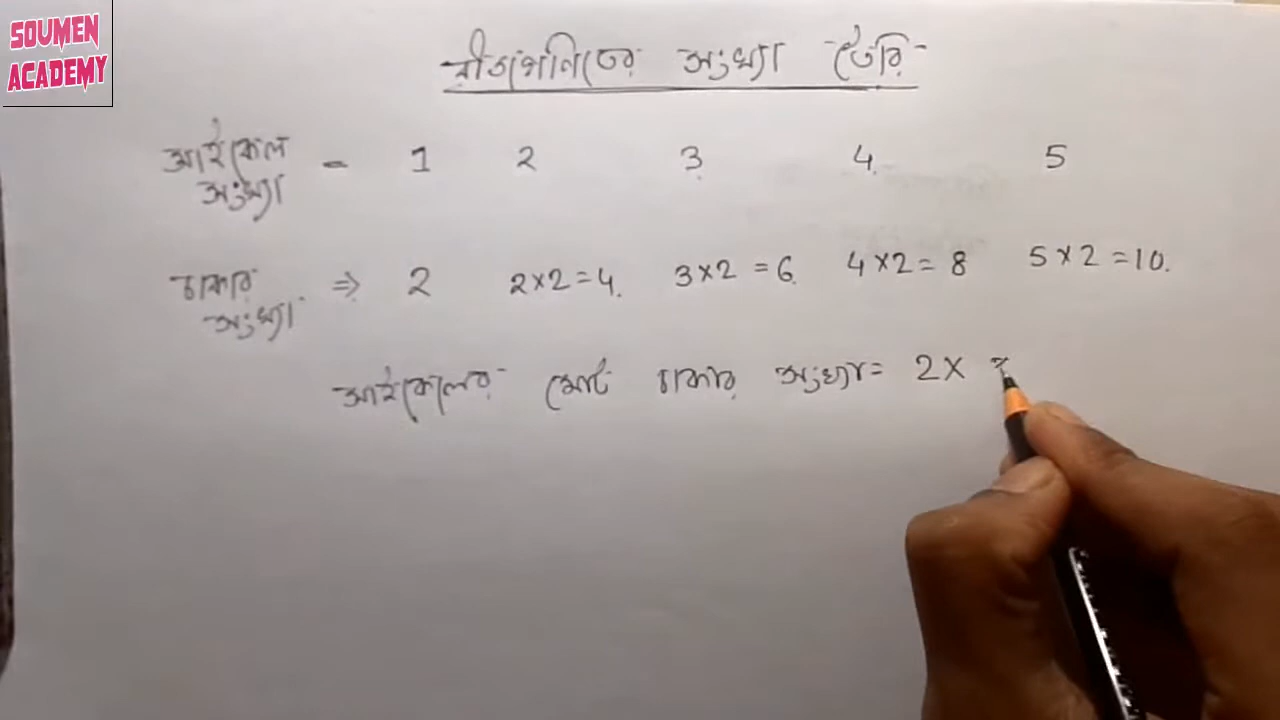 SOUMEN
ACADEMY
বীজগণিতের সংখ্যা তৈরি
সাইকেল সংখ্যা = 1 2 3 4 5
চাকার সংখ্যা ⇒ 2 2×2=4. 3×2=6 4×2=8 5×2=10.
সাইকেলের মোট চাকার সংখ্যা= 2×